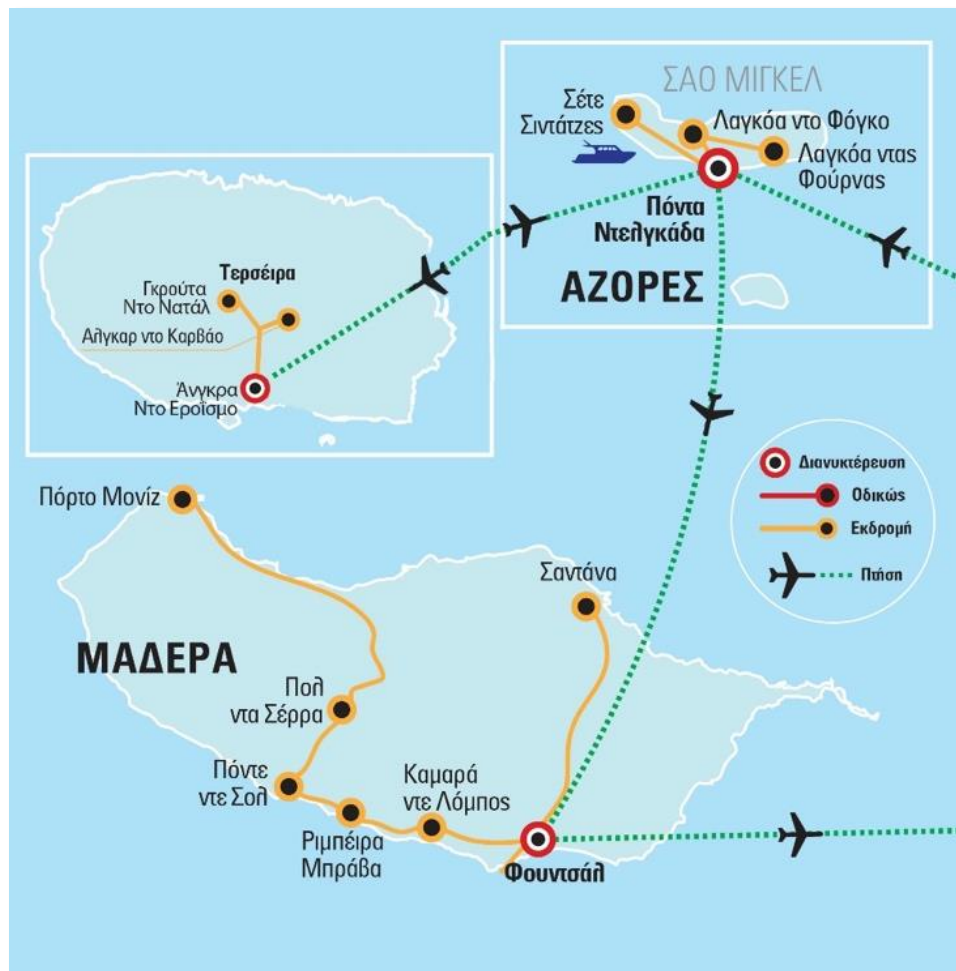 ΣΑΟ ΜΙΓΚΕΛ
Σέτε
Σιντάτζες
Λαγκόα ντο Φόγκο
Λαγκόα ντας
Φούρνας
Πόντα
Ντελγκάδα
ΑΖΟΡΕΣ
Τερσέιρα
Γκρούτα
Ντο Νατάλ
Αλγκαρ ντο Καρβάο
Άνγκρα
Ντο Εροΐσμο
Διανυκτέρευση
Οδικώς
Εκδρομή
Πτήση
Πόρτο Μονίζ
Σαντάνα
ΜΑΔΕΡΑ
Πολ
ντα Σέρρα
Πόντε
ντε Σολ
Καμαρά
ντε Λόμπος
Ριμπέιρα
Μπράβα
Φουντσάλ